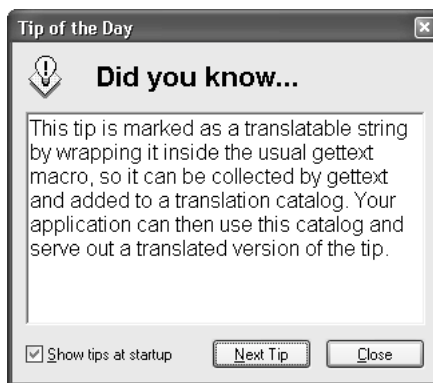 Tip of the Day
Did you know...
This tip is marked as a translatable string
by wrapping it inside the usual gettext
macro, so it can be collected by gettext
and added to a translation catalog. Your
application can then use this catalog and
serve out a translated version of the tip.
Show tips at startup Next Tip Close